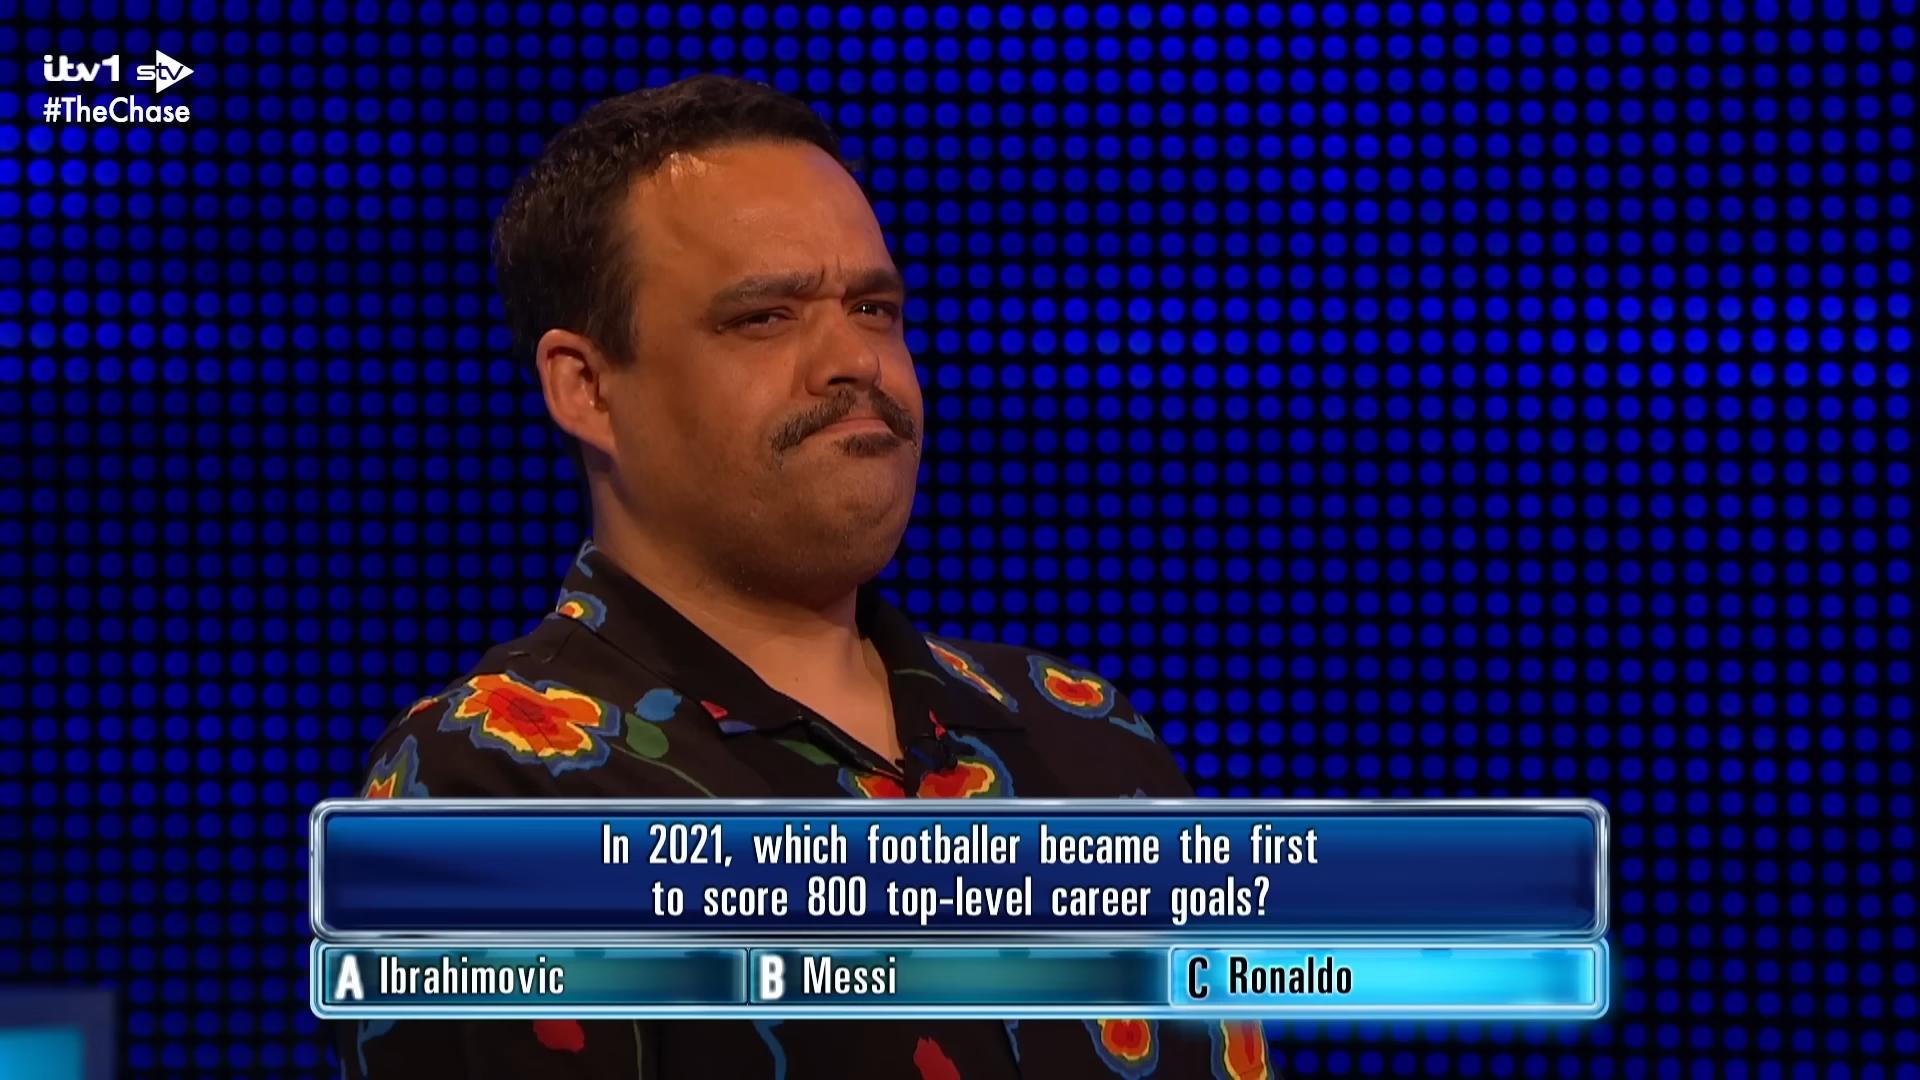 itv1 stv
#TheChase
In 2021, which footballer became the first
to score 800 top-level career goals?
A Ibrahimovic
B Messi
C Ronaldo